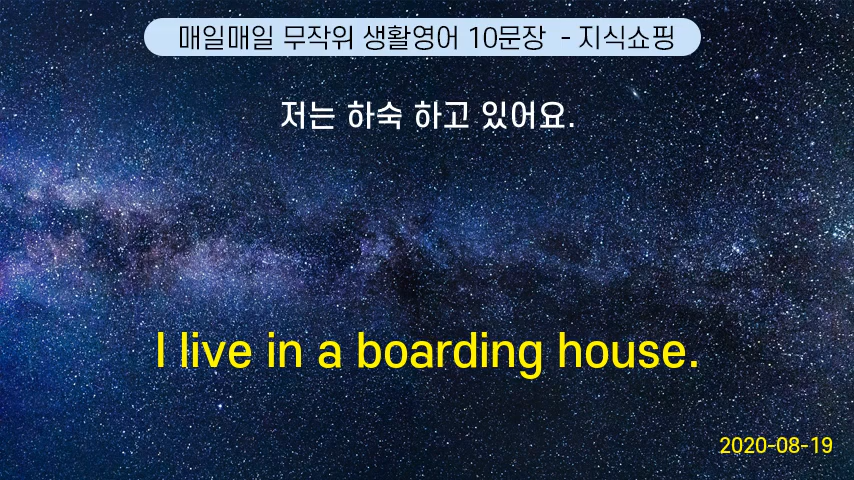 매일매일 무작위 생활영어 10문장 - 지식쇼핑
저는 하숙 하고 있어요.
I live in a boarding house.
2020-08-19